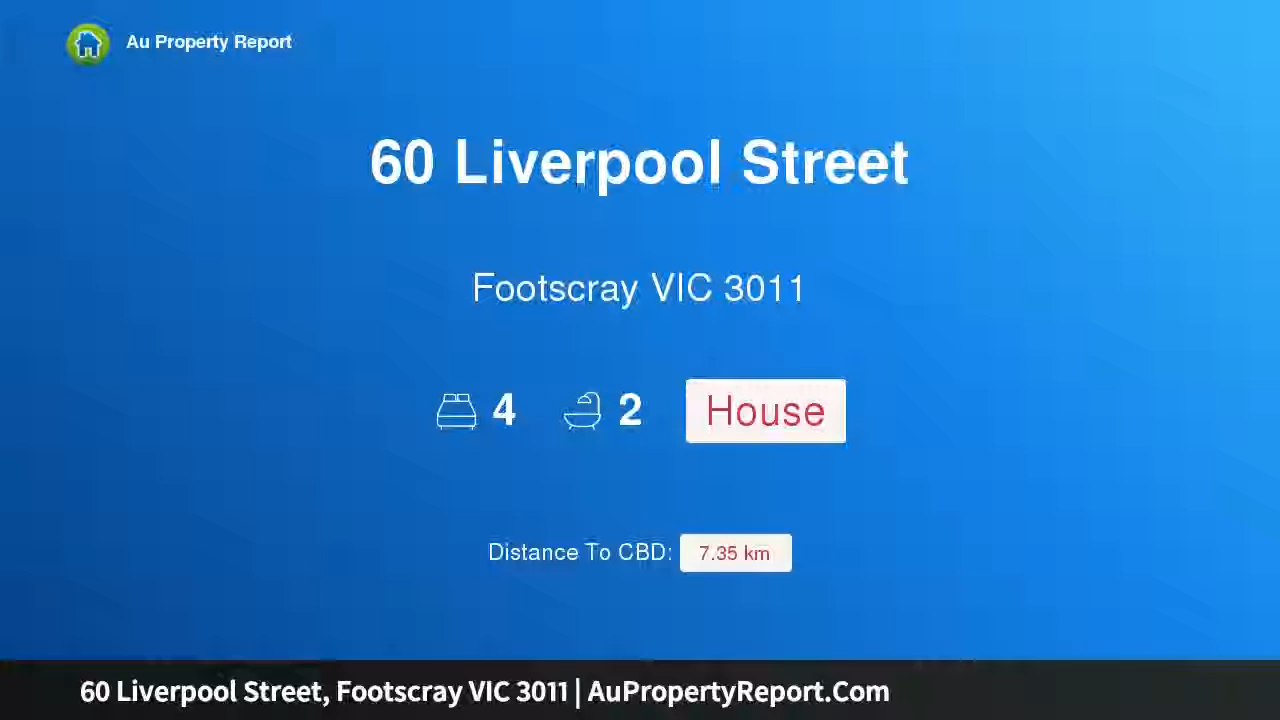 Au Property Report
60 Liverpool Street
Footscray VIC 3011
4 2 House
Distance To CBD: 7.35 km
60 Liverpool Street, Footscray VIC 3011 | AuPropertyReport.Com